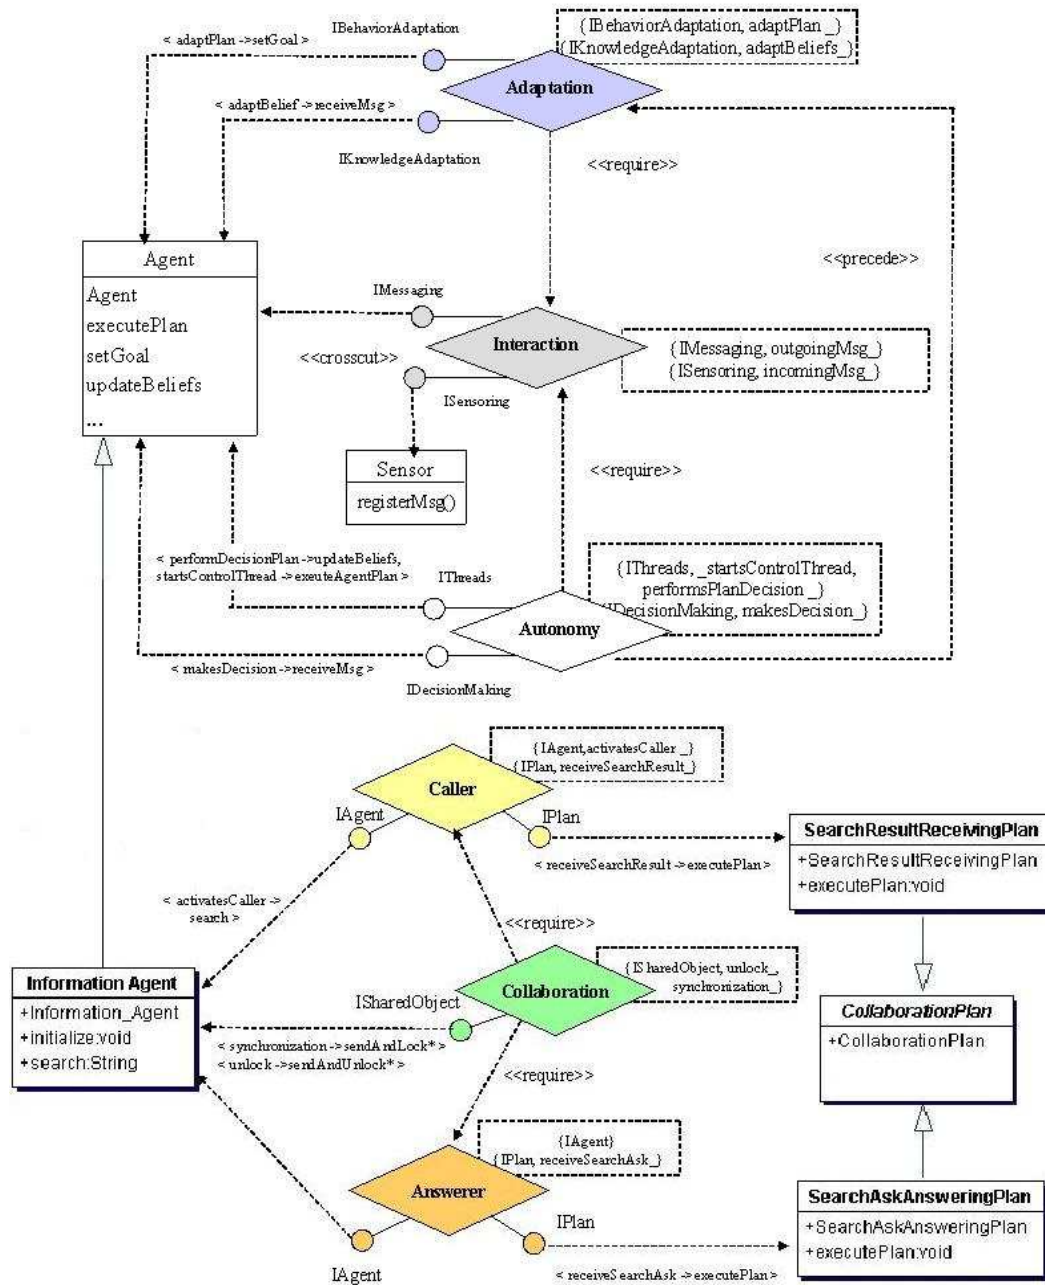 IBehaviorAdaptation
{IBehaviorAdaptation, adaptPlan _}
{IKnowledgeAdaptation, adaptBeliefs_}
< adaptPlan ->setGoal >
Adaptation
< adaptBelief ->receiveMsg >
IKnowledgeAdaptation
<<require>>
Agent
Agent
executePlan
setGoal
updateBeliefs
...
<<precede>>
IMessaging
Interaction
{IMessaging, outgoingMsg_}
{ISensoring, incomingMsg_}
<<crosscut>>
ISensoring
Sensor
registerMsg()
<<require>>
< performDecisionPlan ->updateBeliefs,
startsControlThread ->exeuteAgentPlan>
IThreads
{IThreads, _startsControlThread,
performsPlanDecision _}
{IDecisionMaking, makesDecision_}
Autonomy
< makesDecision ->receiveMsg >
IDecisionMaking
{IAgent,activatesCaller _}
{IPlan, receiveSearchResult_}
Caller
IAgent
IPlan
< receiveSearchResult ->executePlan>
SearchResultReceivingPlan
+SearchResultReceivingPlan
+executePlan:void
< activatesCaller ->
search >
<<require>>
Information Agent
+Information_Agent
+initialize:void
+search:String
{ISharedObject, unlock_,
synchronization_}
Collaboration
ISharedObject
< synchronization ->sendAndLock*>
< unlock ->sendAndUnlock*>
<<require>>
CollaborationPlan
+CollaborationPlan
{IAgent}
{IPlan, receiveSearchAsk_}
Answerer
IAgent
IPlan
< receiveSearchAsk ->executePlan>
SearchAskAnsweringPlan
+SearchAskAnsweringPlan
+executePlan:void